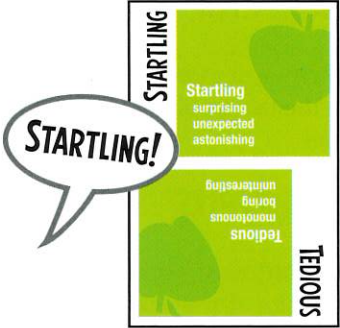 STARTLING
Startling
surprising
unexpected
astonishing
STARTLING!
TEDIOUS
Tedious
monotonous
boring
uninteresting